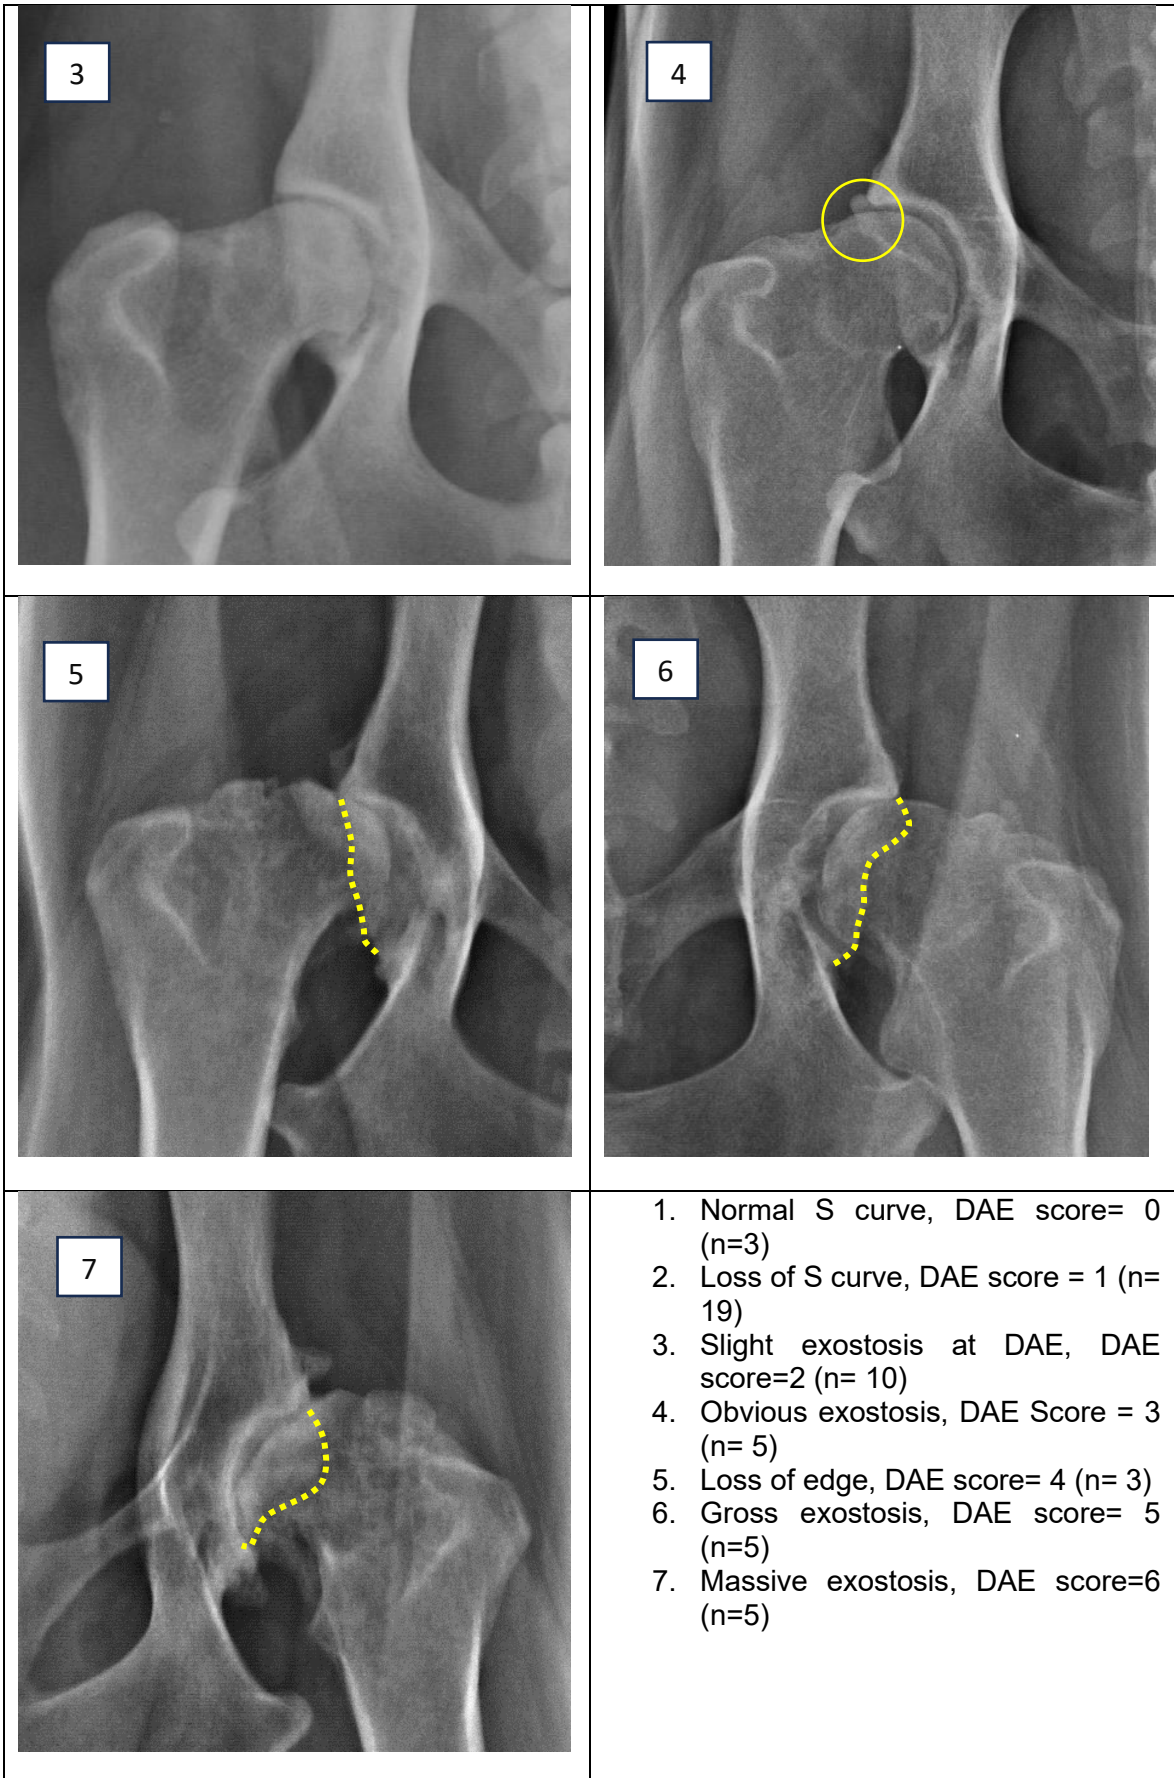 3
4
5
6
7
1. Normal S curve, DAE score= 0
(n=3)
2. Loss of S curve, DAE score = 1 (n=
19)
3. Slight exostosis at DAE, DAE
score=2 (n= 10)
4. Obvious exostosis, DAE Score = 3
(n= 5)
5. Loss of edge, DAE score= 4 (n= 3)
6. Gross exostosis, DAE score= 5
(n=5)
7. Massive exostosis, DAE score=6
(n=5)